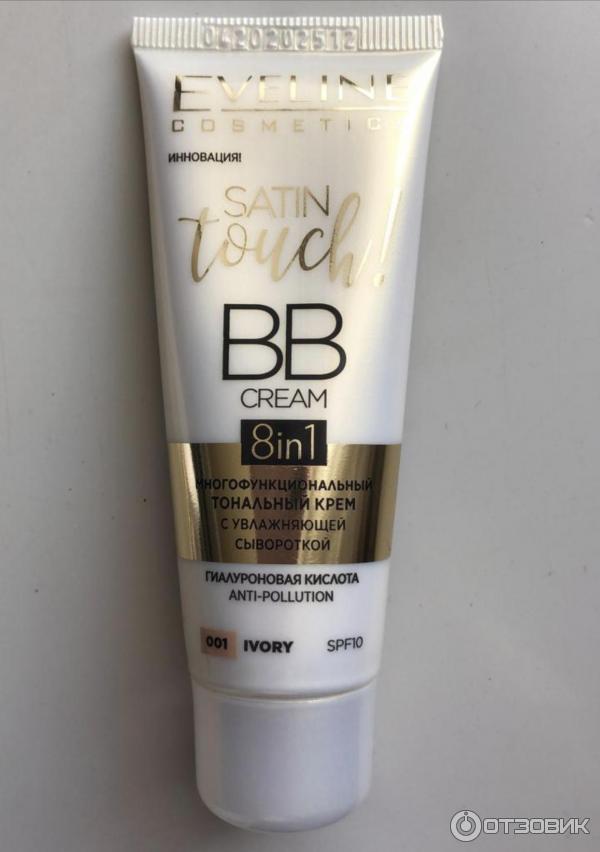 0420202512
EVELINE
COSMETICS
ИННОВАЦИЯ!
SATIN
touch!
BB
CREAM
8in1
МНОГОФУНКЦИОНАЛЬНЫЙ
ТОНАЛЬНЫЙ КРЕМ
С УВЛАЖНЯЮЩЕЙ
СЫВОРОТКОЙ
ГИАЛУРОНОВАЯ КИСЛОТА
ANTI-POLLUTION
001 IVORY SPF10
ОТЗОВИК